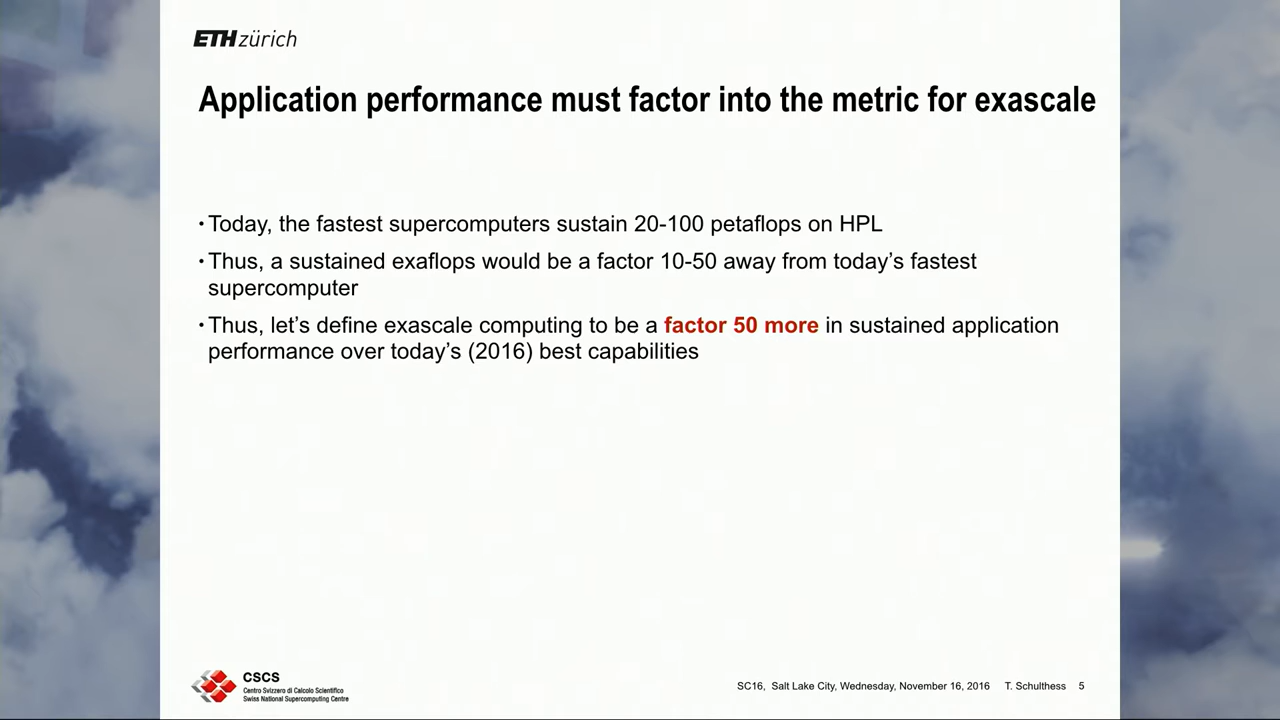 ETH zürich
Application performance must factor into the metric for exascale
• Today, the fastest supercomputers sustain 20-100 petaflops on HPL
• Thus, a sustained exaflops would be a factor 10-50 away from today’s fastest
supercomputer
• Thus, let’s define exascale computing to be a factor 50 more in sustained application
performance over today’s (2016) best capabilities
CSCS
Centro Svizzero di Calcolo Scientifico
Swiss National Supercomputing Centre
SC16, Salt Lake City, Wednesday, November 16, 2016 T. Schulthess 5